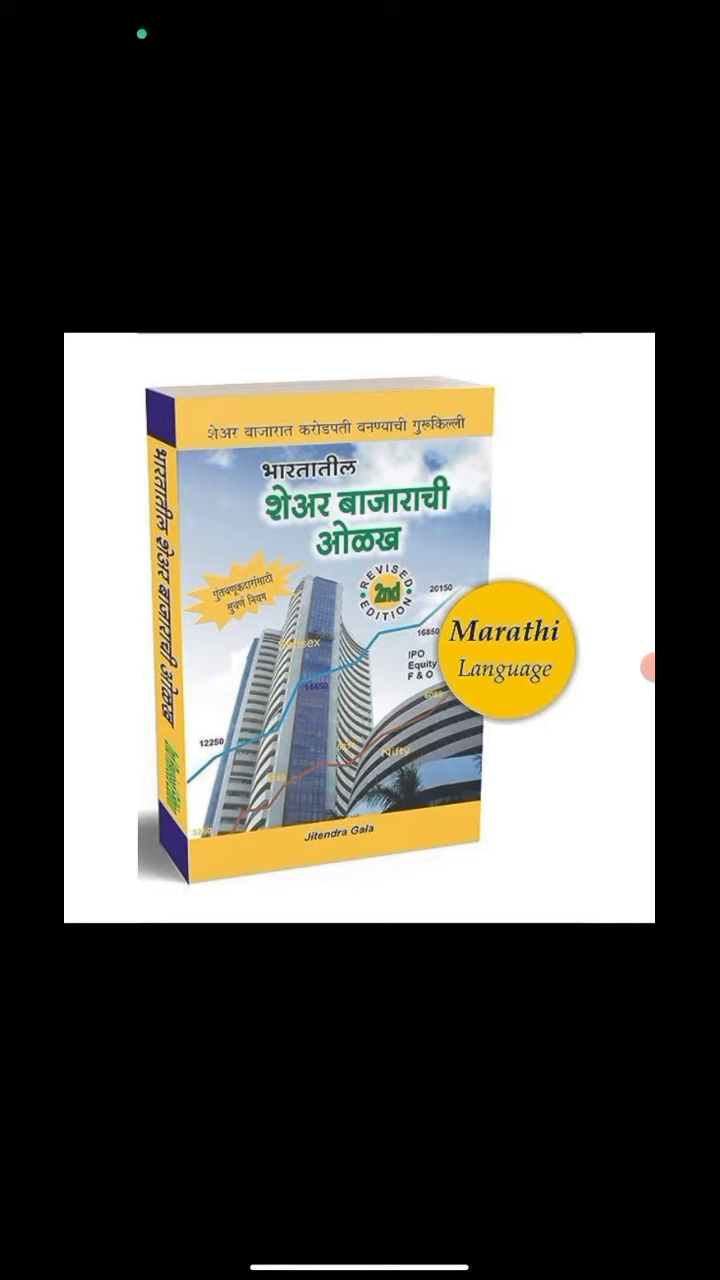 शेअर बाजारात करोडपती बनण्याची गुरूकिल्ली
भारतातील
शेअर बाजाराची
ओळख
गुंतवणूकदारांसाठी
सुवर्ण नियम
REVISED
2nd
EDITION
20150
16850
IPO
Equity
F & O
Sensex
14450
12250
Nifty
Jitendra Gala
भारतातील शेअर बाजाराची ओळख
Marathi
Language